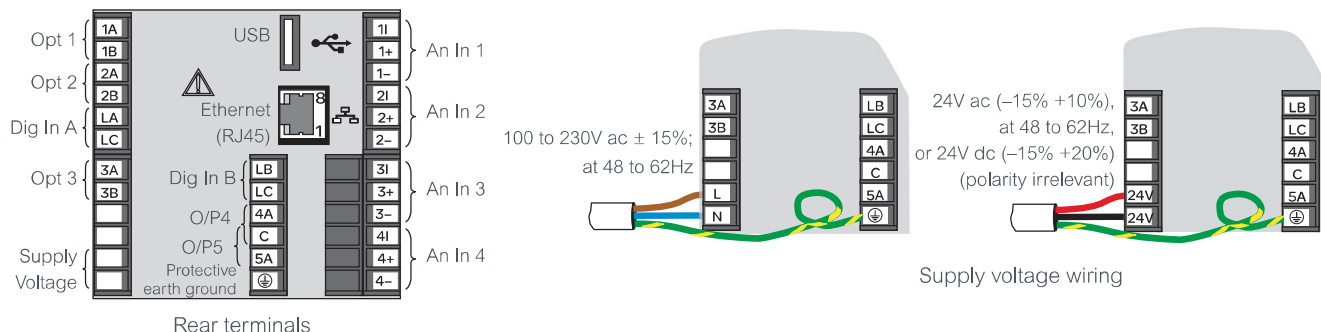 Opt 1
Opt 2
Dig In A
Opt 3
Supply
Voltage
1A
1B
2A
2B
LA
LC
3A
3B
USB
Ethernet
(RJ45)
8
1
Dig In B
O/P4
O/P5
Protective
earth ground
LB
LC
4A
C
5A
1I
1+
1–
2I
2+
2–
3I
3+
3–
4I
4+
4–
An In 1
An In 2
An In 3
An In 4
Rear terminals
100 to 230V ac ± 15%;
at 48 to 62Hz
3A
3B
L
N
LB
LC
4A
C
5A
24V ac (–15% +10%),
at 48 to 62Hz,
or 24V dc (–15% +20%)
(polarity irrelevant)
3A
3B
24V
24V
LB
LC
4A
C
5A
Supply voltage wiring